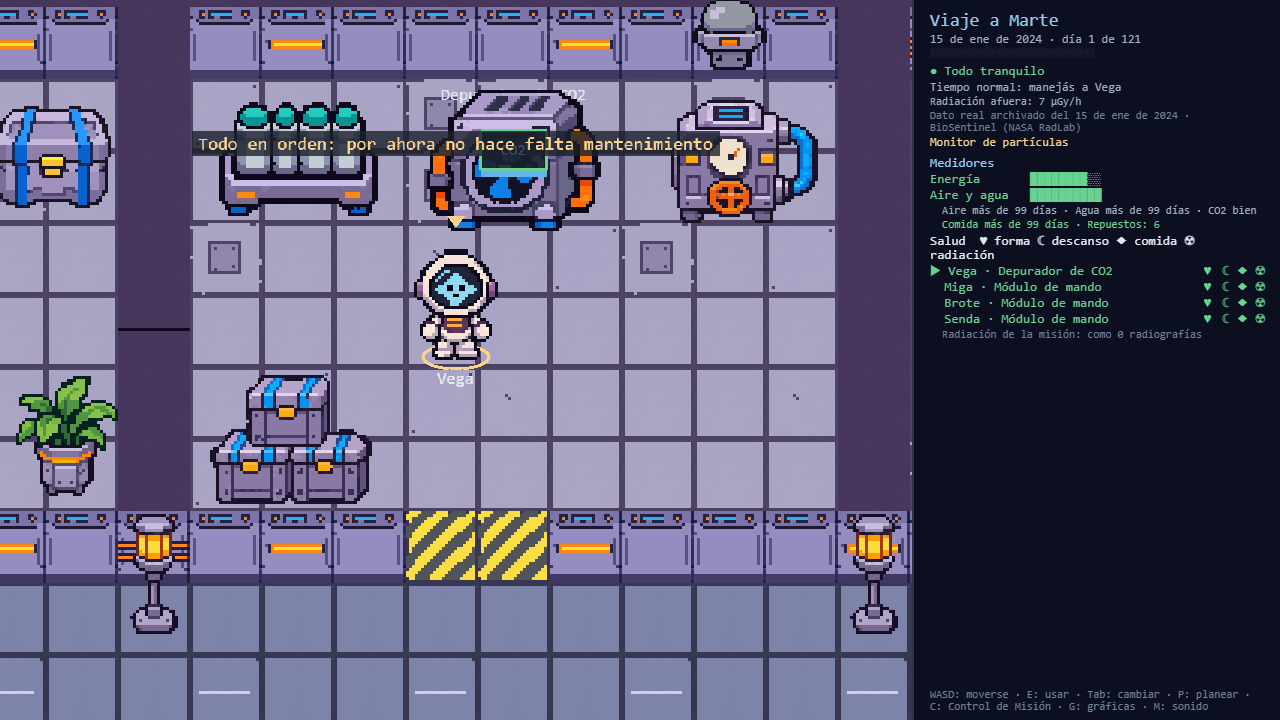 Depu CO2
Todo en orden: por ahora no hace falta mantenimiento
CO2
Vega
Viaje a Marte
15 de ene de 2024 · día 1 de 121
● Todo tranquilo
Tiempo normal: manejás a Vega
Radiación afuera: 7 µGy/h
Dato real archivado del 15 de ene de 2024 ·
BioSentinel (NASA RadLab)
Monitor de partículas
Medidores
Energía
Aire y agua
Aire más de 99 días · Agua más de 99 días · CO2 bien
Comida más de 99 días · Repuestos: 6
Salud ♥ forma ☾ descanso ◆ comida ☢
radiación
▶ Vega · Depurador de CO2 ♥ ☾ ◆ ☢
Miga · Módulo de mando ♥ ☾ ◆ ☢
Brote · Módulo de mando ♥ ☾ ◆ ☢
Senda · Módulo de mando ♥ ☾ ◆ ☢
Radiación de la misión: como 0 radiografías
WASD: moverse · E: usar · Tab: cambiar · P: planear ·
C: Control de Misión · G: gráficas · M: sonido